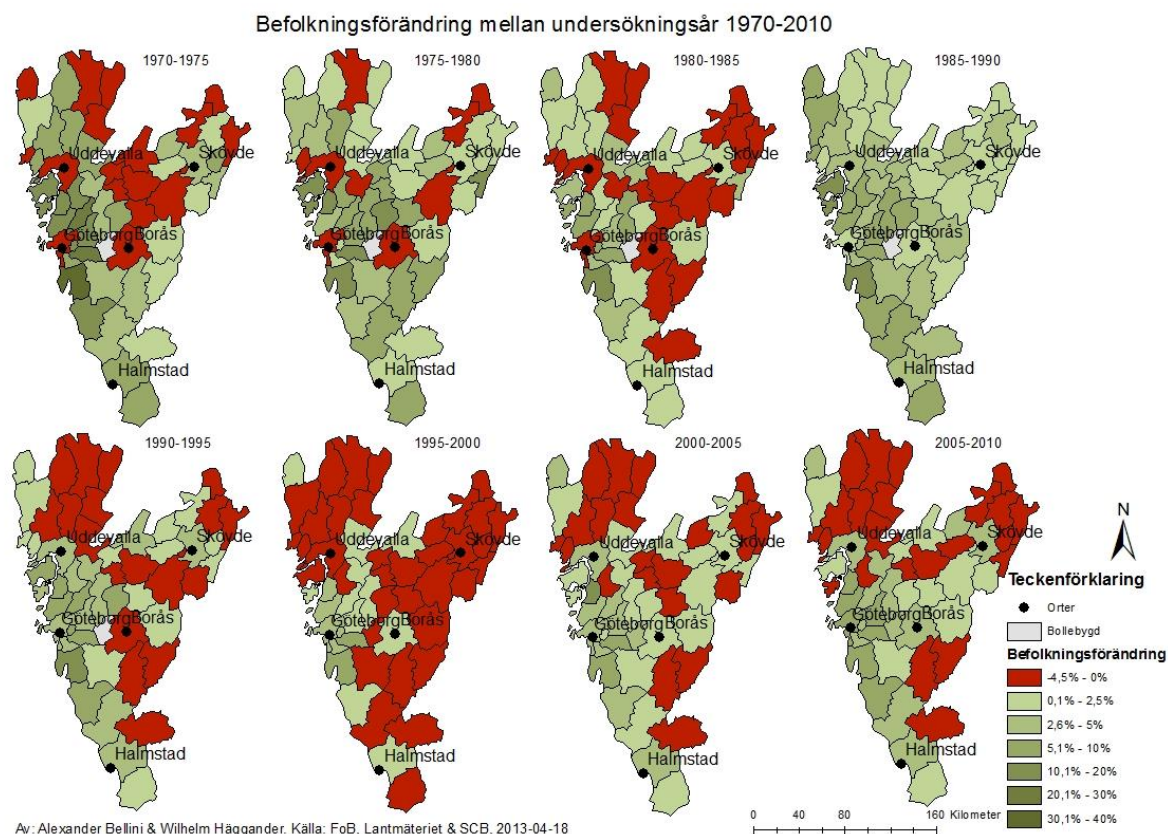 Befolkningsförändring mellan undersökningsår 1970-2010
1970-1975
Uddevalla
Skövde
Göteborg Borås
Halmstad
1975-1980
Uddevalla
Skövde
Göteborg Borås
Halmstad
1980-1985
Uddevalla
Skövde
Göteborg Borås
Halmstad
1985-1990
Uddevalla
Skövde
Göteborg Borås
Halmstad
1990-1995
Uddevalla
Skövde
Göteborg Borås
Halmstad
1995-2000
Uddevalla
Skövde
Göteborg Borås
Halmstad
2000-2005
Uddevalla
Skövde
Göteborg Borås
Halmstad
2005-2010
Uddevalla
Skövde
Göteborg Borås
Halmstad
N
Teckenförklaring
Orter
Bollebygd
Befolkningsförändring
-4,5% - 0%
0,1% - 2,5%
2,6% - 5%
5,1% - 10%
10,1% - 20%
20,1% - 30%
30,1% - 40%
0 40 80 160 Kilometer
Av: Alexander Bellini & Wilhelm Häggander. Källa: FoB, Lantmäteriet & SCB. 2013-04-18